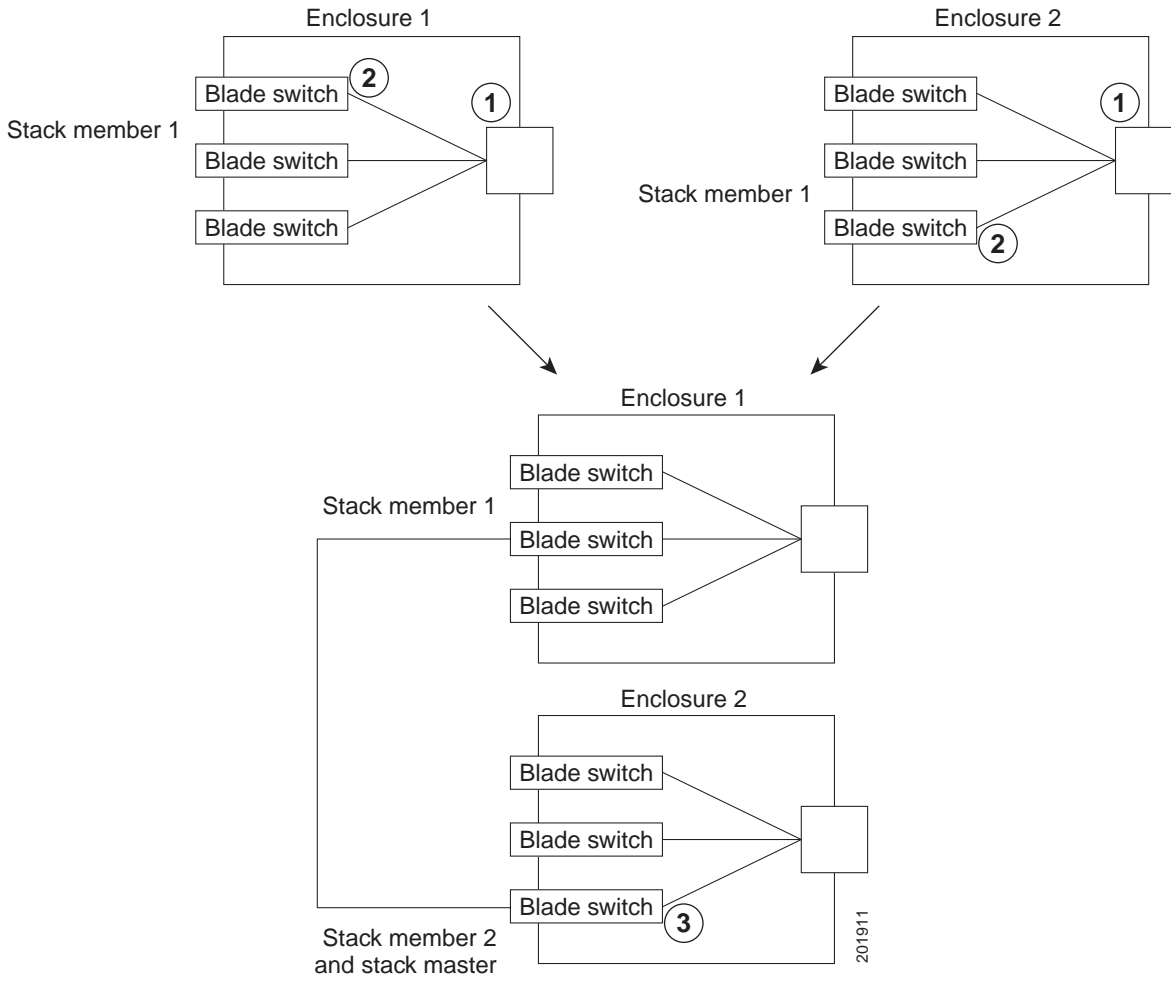 Enclosure 1
Enclosure 2
Blade switch
2
1
Stack member 1
Blade switch
Blade switch
Blade switch
1
Blade switch
Stack member 1
Blade switch
2
Enclosure 1
Blade switch
Stack member 1
Blade switch
Blade switch
Enclosure 2
Blade switch
Blade switch
Blade switch
3
Stack member 2
and stack master
201911